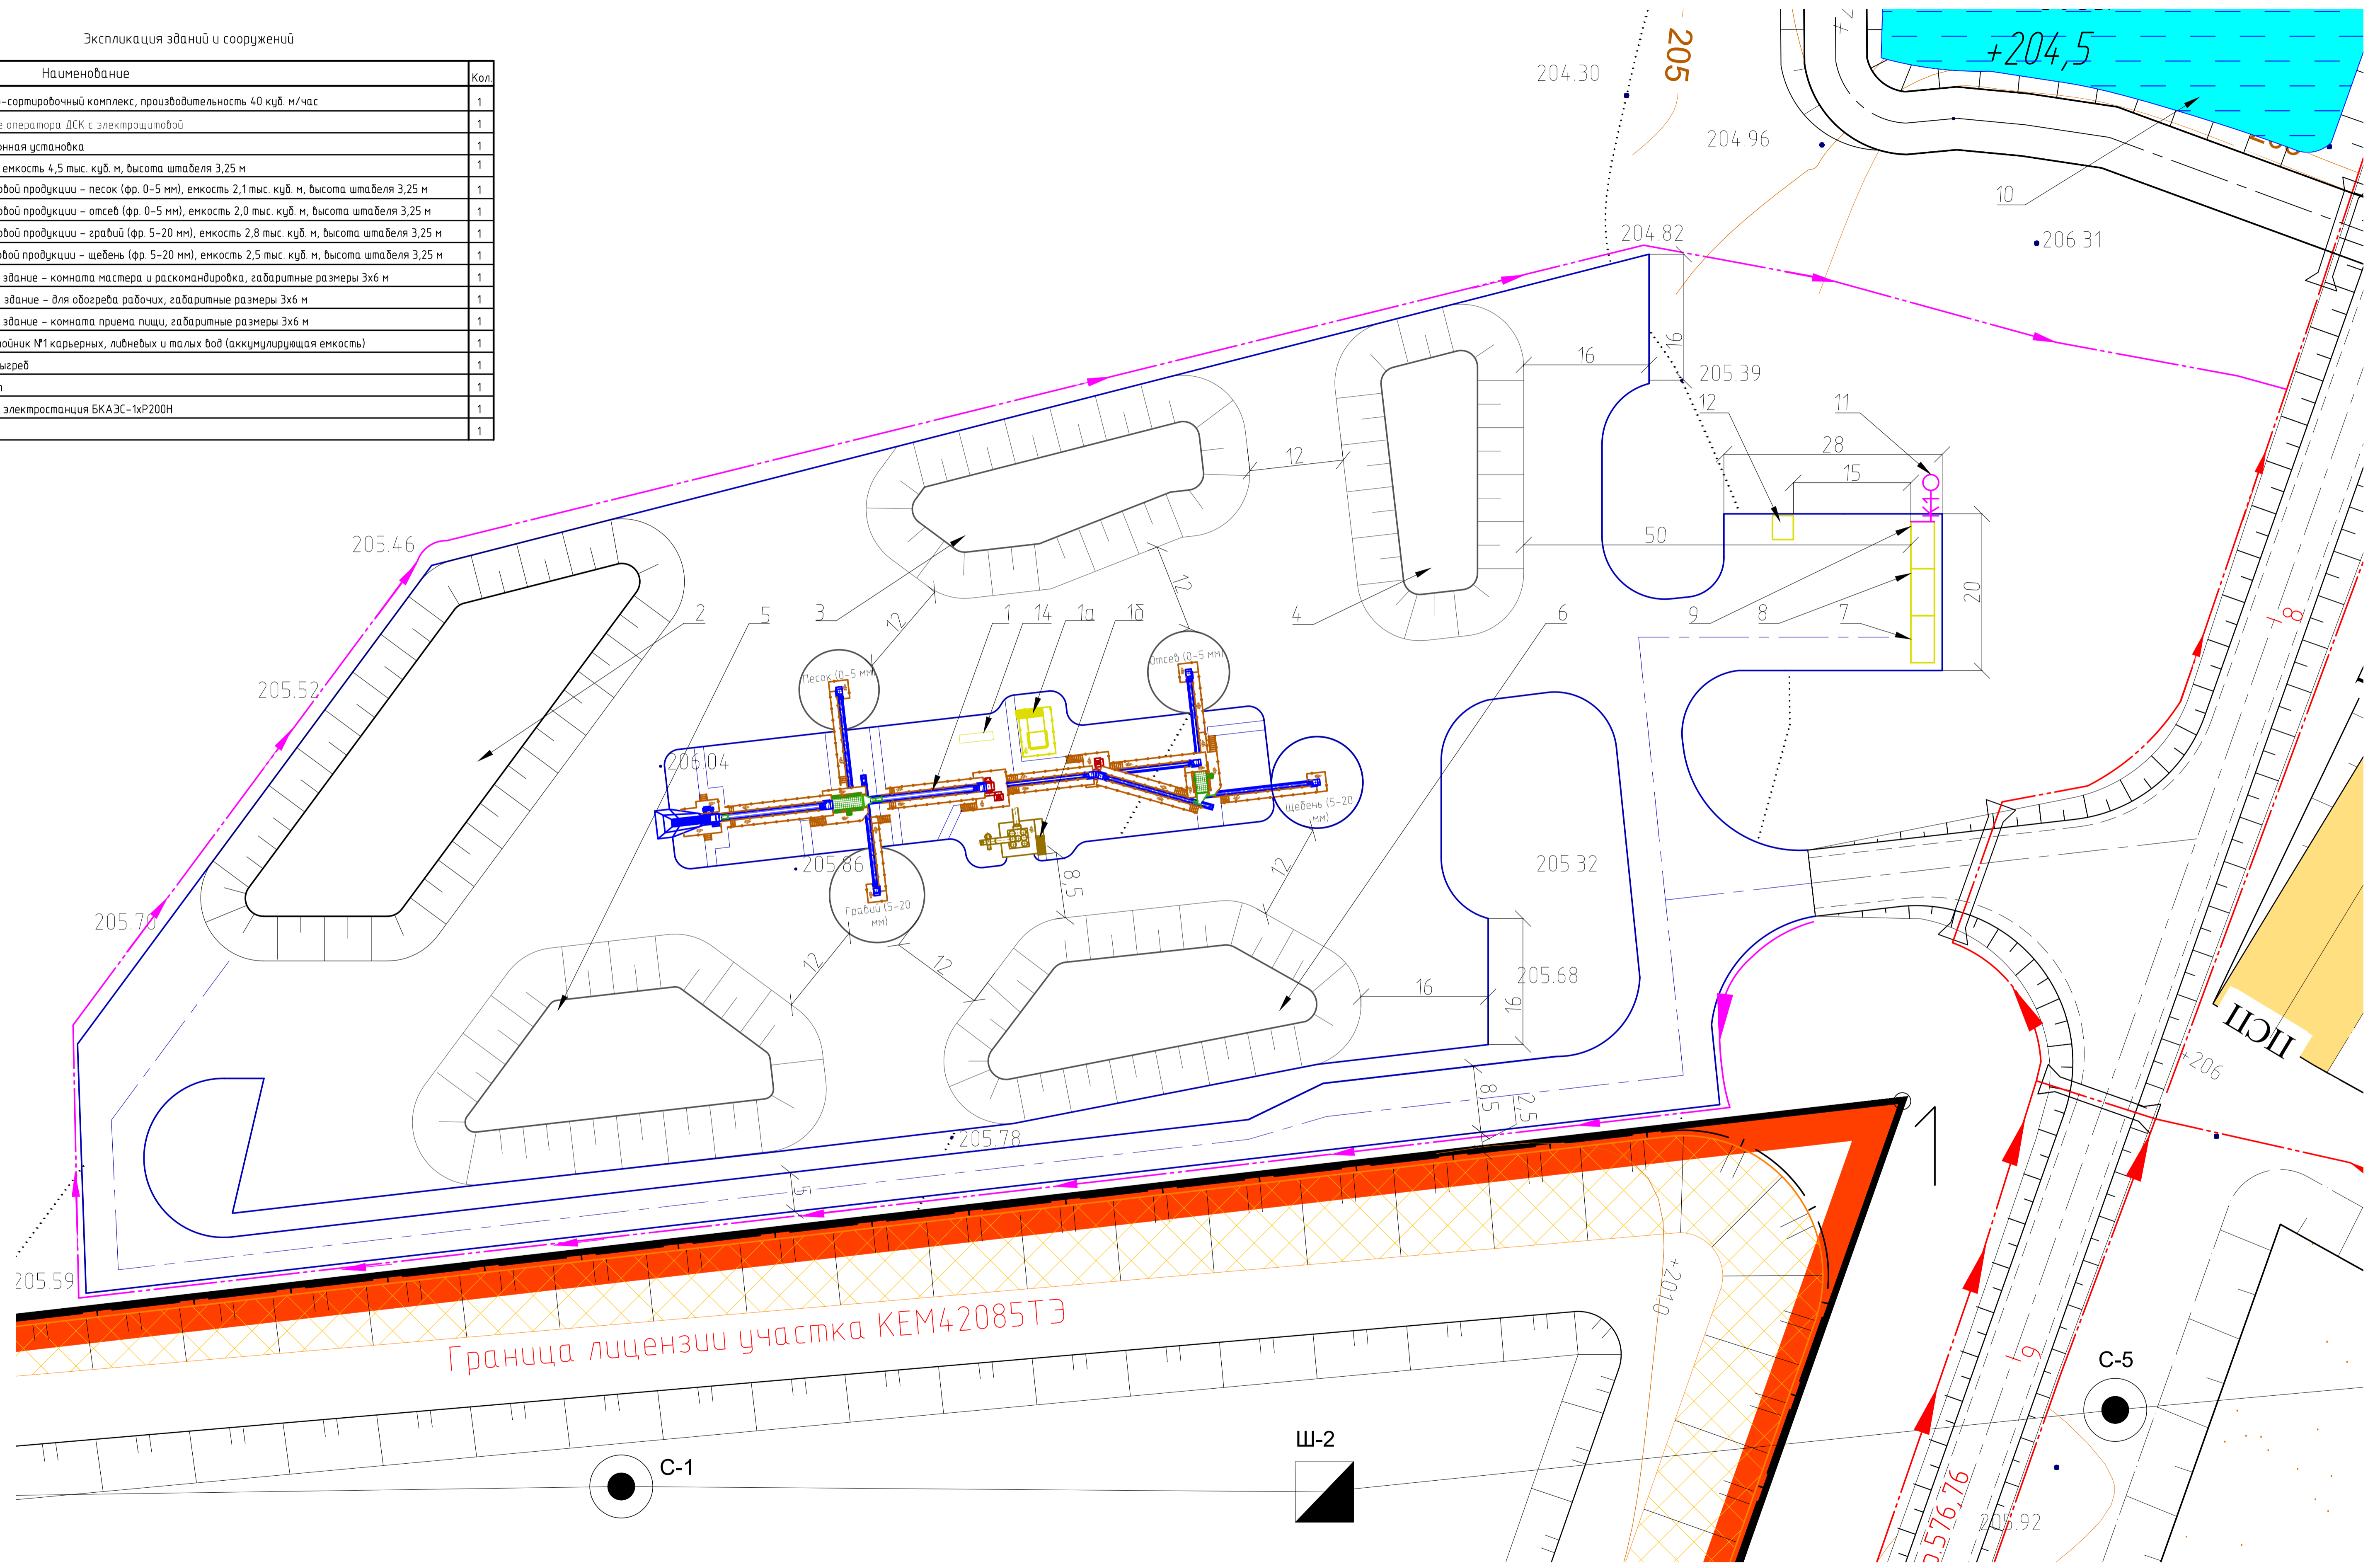 Экспликация зданий и сооружений
Наименование Кол.
-сортировочный комплекс, производительность 40 куб. м/час 1
оператора ДСК с электрощитовой 1
установка 1
емкость 4,5 тыс. куб. м, высота штабеля 3,25 м 1
продукции - песок (фр. 0-5 мм), емкость 2,1 тыс. куб. м, высота штабеля 3,25 м 1
продукции - отсев (фр. 0-5 мм), емкость 2,0 тыс. куб. м, высота штабеля 3,25 м 1
продукции - гравий (фр. 5-20 мм), емкость 2,8 тыс. куб. м, высота штабеля 3,25 м 1
продукции - щебень (фр. 5-20 мм), емкость 2,5 тыс. куб. м, высота штабеля 3,25 м 1
здание - комната мастера и раскомандировка, габаритные размеры 3х6 м 1
здание - для обогрева рабочих, габаритные размеры 3х6 м 1
здание - комната приема пищи, габаритные размеры 3х6 м 1
№1 карьерных, ливневых и талых вод (аккумулирующая емкость) 1
1
1
электростанция БКАЭС-1хР200Н 1
1
205
204.30
+204,5
204.96
10
206.31
204.82
16
16
205.39
12
11
28
15
12
205.46
50
20
2
5
3
12
1
14
1а
1б
12
4
6
9
8
7
8
205.52
Песок (0-5 мм)
Отсев (0-5 мм)
206.04
Щебень (5-20
мм)
205.86
8,5
12
205.32
Гравий (5-20
мм)
205.70
12
12
16
205.68
16
ПСП
+206
8,5
2,5
205.78
1
5
205.59
+201.0
Граница лицензии участка КЕМ42085ТЭ
9
С-5
Ш-2
С-1
.576,76
205.92